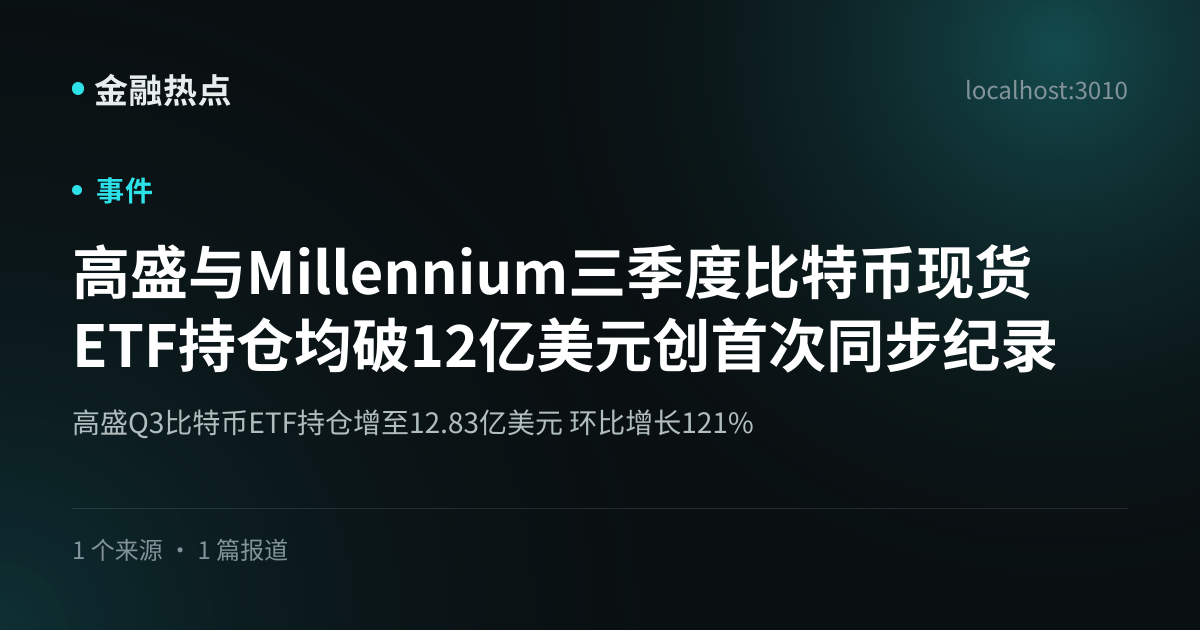 金融热点
localhost:3010
事件
高盛与Millennium三季度比特币现货
ETF持仓均破12亿美元创首次同步纪录
高盛Q3比特币ETF持仓增至12.83亿美元 环比增长121%
1 个来源 · 1 篇报道